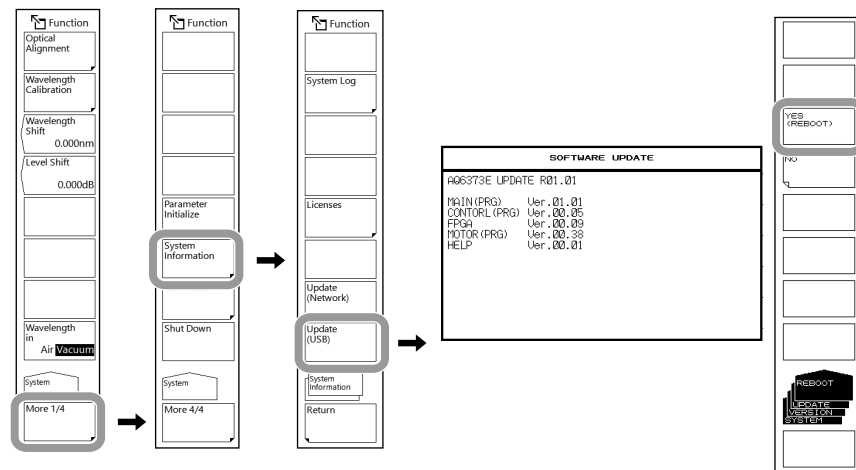 Function
Optical
Alignment
Wavelength
Calibration
Wavelength
Shift
0.000nm
Level Shift
0.000dB
Wavelength
in
Air Vacuum
System
More 1/4
Function
Parameter
Initialize
System
Information
Shut Down
System
More 4/4
Function
System Log
Licenses
Update
(Network)
Update
(USB)
System
Information
Return
SOFTWARE UPDATE
AQ6373E UPDATE R01.01
MAIN(PRG) Ver.01.01
CONTORL(PRG) Ver.00.05
FPGA Ver.00.09
MOTOR(PRG) Ver.00.38
HELP Ver.00.01
YES
(REBOOT)
NO
REBOOT
UPDATE
VERSION
SYSTEM